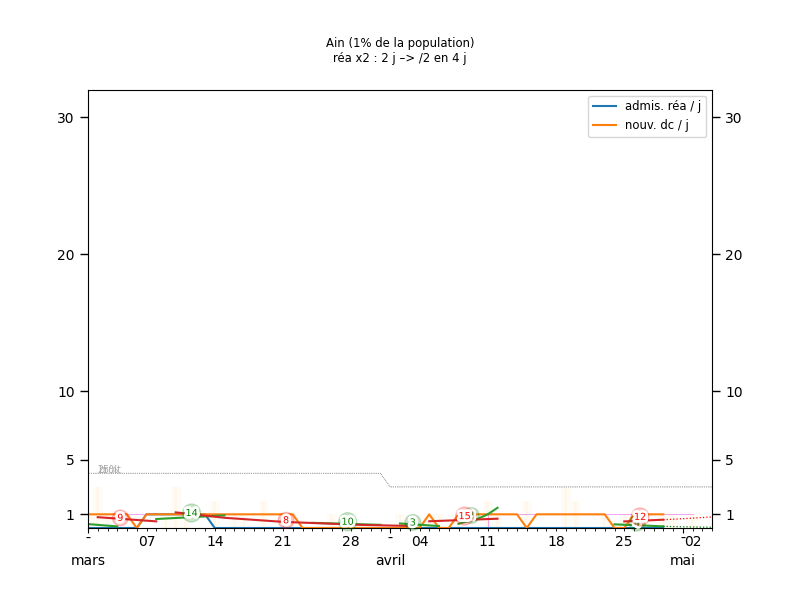 Ain (1% de la population)
réa x2 : 2 j –> /2 en 4 j
admis. réa / j
nouv. dc / j
30 30
20 20
10 10
5 5
1 1
9 14 8 10 3 15 12
- 07 14 21 28 - 04 11 18 25 - 02
mars avril mai